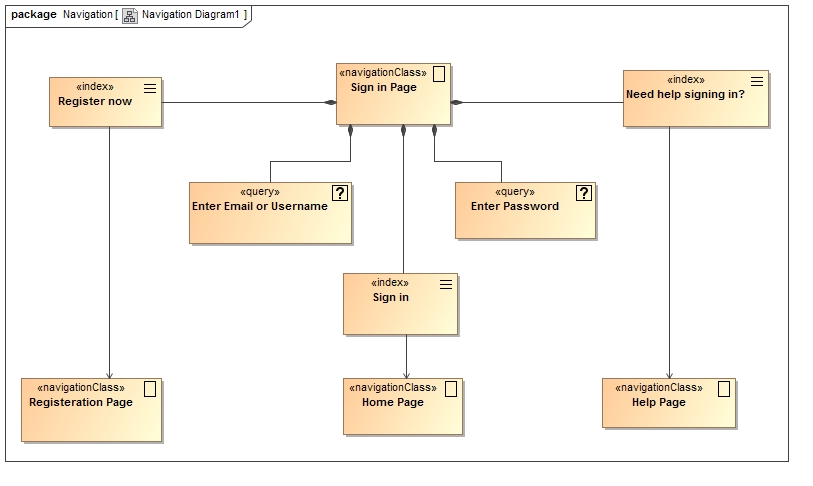 package Navigation [ Navigation Diagram1 ]
«index»
Register now
«navigationClass»
Sign in Page
«index»
Need help signing in?
«query»
?
Enter Email or Username
«query»
?
Enter Password
«index»
Sign in
«navigationClass»
Registeration Page
«navigationClass»
Home Page
«navigationClass»
Help Page